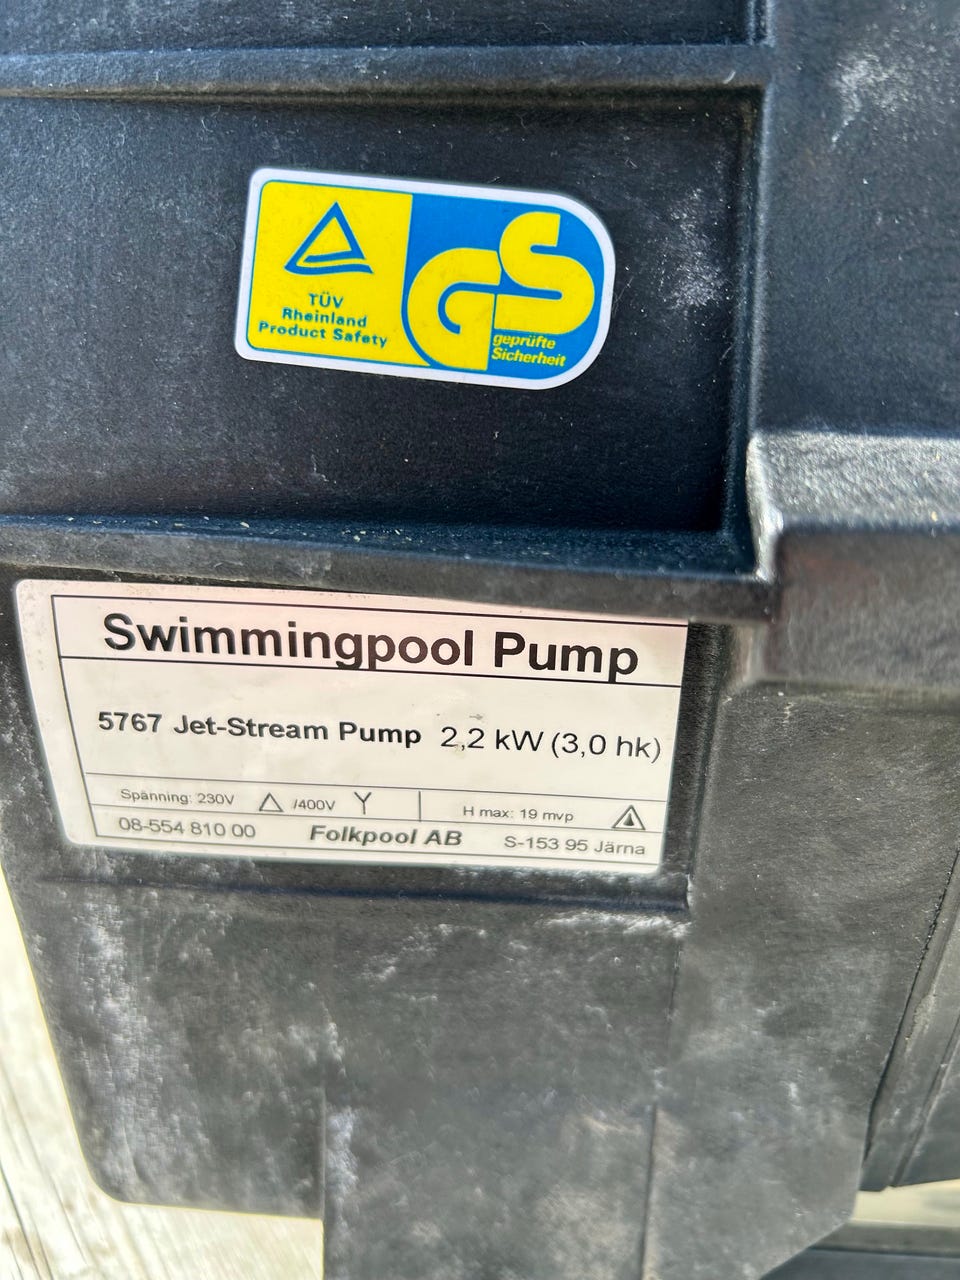 TÜV
Rheinland
Product Safety
GS
geprüfte
Sicherheit
Swimmingpool Pump
5767 Jet-Stream Pump 2,2 kW (3,0 hk)
Spänning: 230V △ /400V Y H max: 19 mvp
08-554 810 00 Folkpool AB S-153 95 Järna